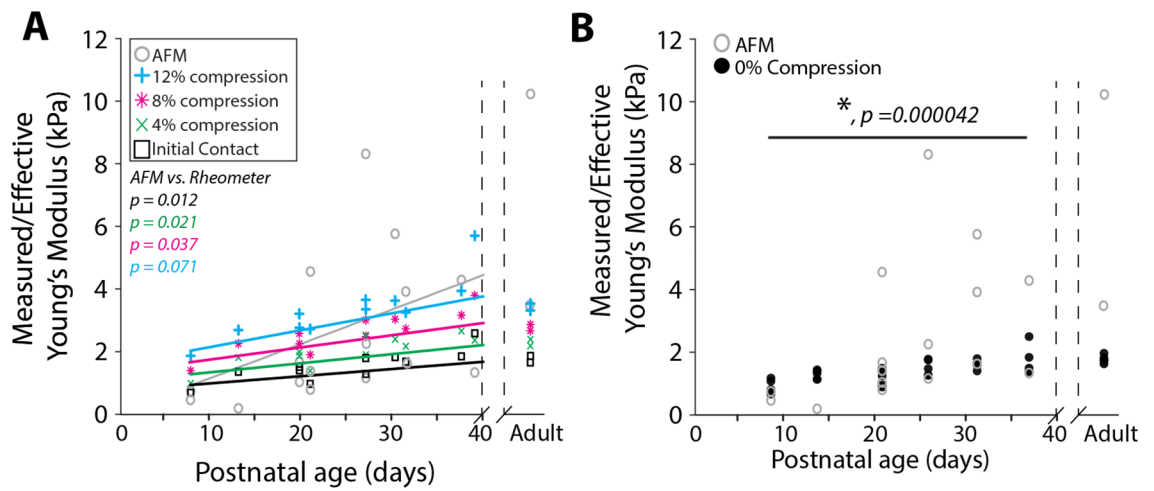 A
Measured/Effective
Young's Modulus (kPa)
12
10
8
6
4
2
0
AFM
12% compression
8% compression
4% compression
Initial Contact
AFM vs. Rheometer
p = 0.012
p = 0.021
p = 0.037
p = 0.071
0
10
20
30
40
Adult
Postnatal age (days)
B
Measured/Effective
Young's Modulus (kPa)
12
10
8
6
4
2
0
AFM
0% Compression
*, p =0.000042
0
10
20
30
40
Adult
Postnatal age (days)